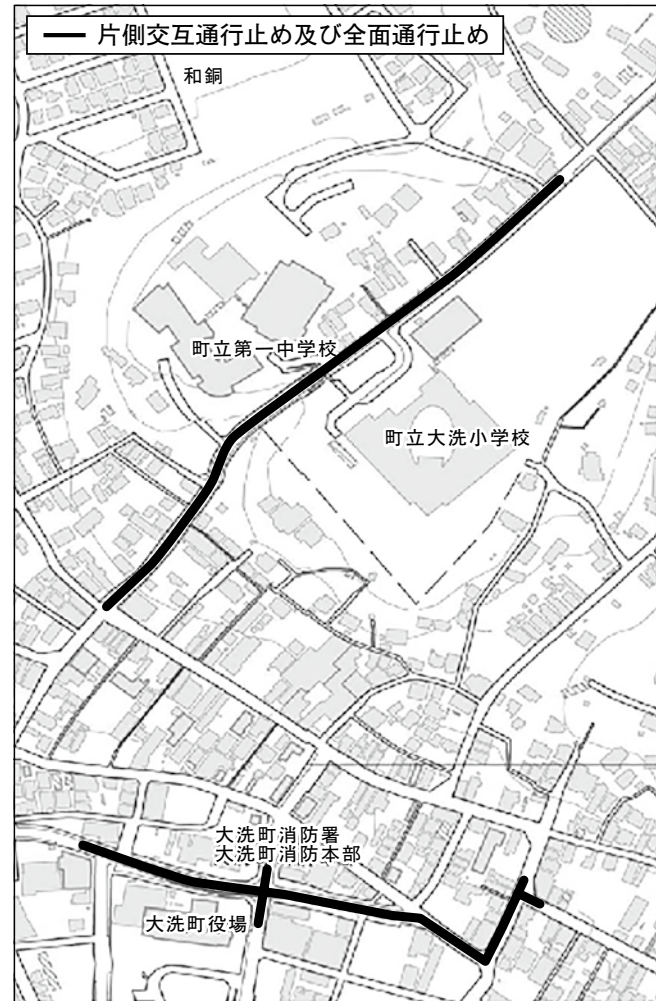 片側交互通行止め及び全面通行止め
和銅
町立第一中学校
町立大洗小学校
大洗町消防署
大洗町消防本部
大洗町役場